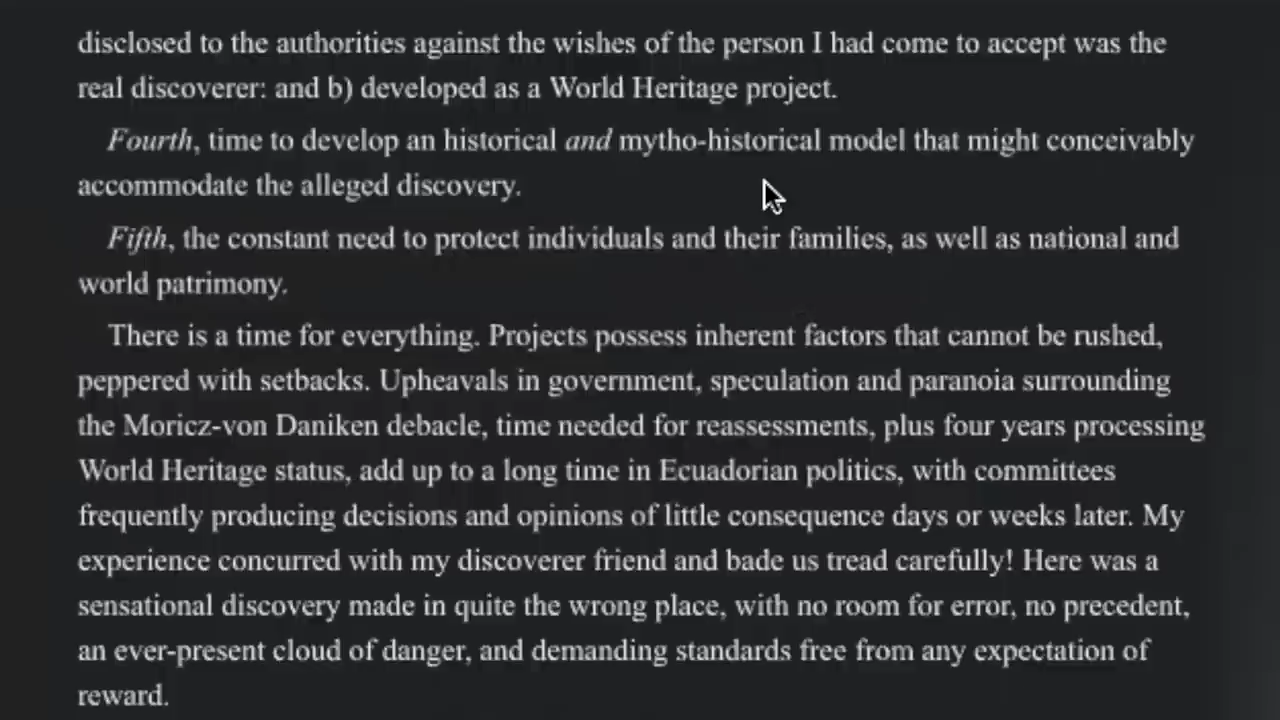 disclosed to the authorities against the wishes of the person I had come to accept was the
real discoverer: and b) developed as a World Heritage project.
Fourth, time to develop an historical and mytho-historical model that might conceivably
accommodate the alleged discovery.
Fifth, the constant need to protect individuals and their families, as well as national and
world patrimony.
There is a time for everything. Projects possess inherent factors that cannot be rushed,
peppered with setbacks. Upheavals in government, speculation and paranoia surrounding
the Moricz-von Daniken debacle, time needed for reassessments, plus four years processing
World Heritage status, add up to a long time in Ecuadorian politics, with committees
frequently producing decisions and opinions of little consequence days or weeks later. My
experience concurred with my discoverer friend and bade us tread carefully! Here was a
sensational discovery made in quite the wrong place, with no room for error, no precedent,
an ever-present cloud of danger, and demanding standards free from any expectation of
reward.